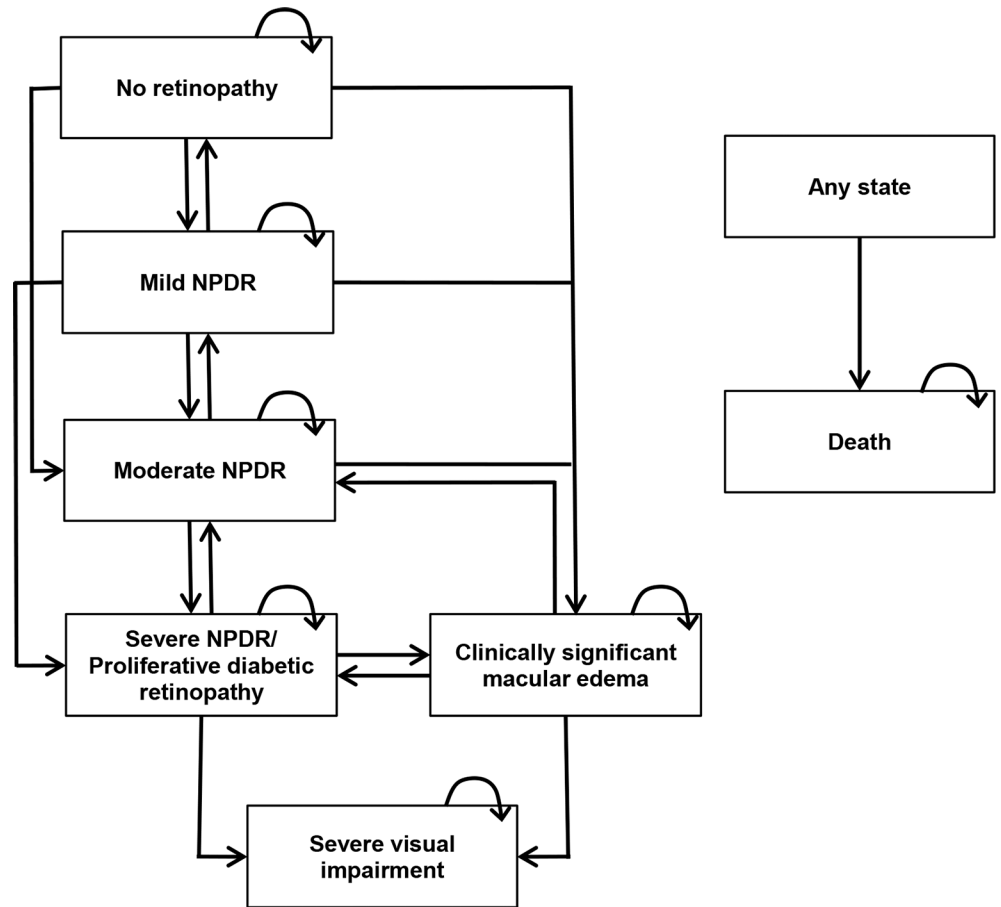 No retinopathy
Any state
Mild NPDR
Moderate NPDR
Death
Severe NPDR/
Proliferative diabetic
retinopathy
Clinically significant
macular edema
Severe visual
impairment